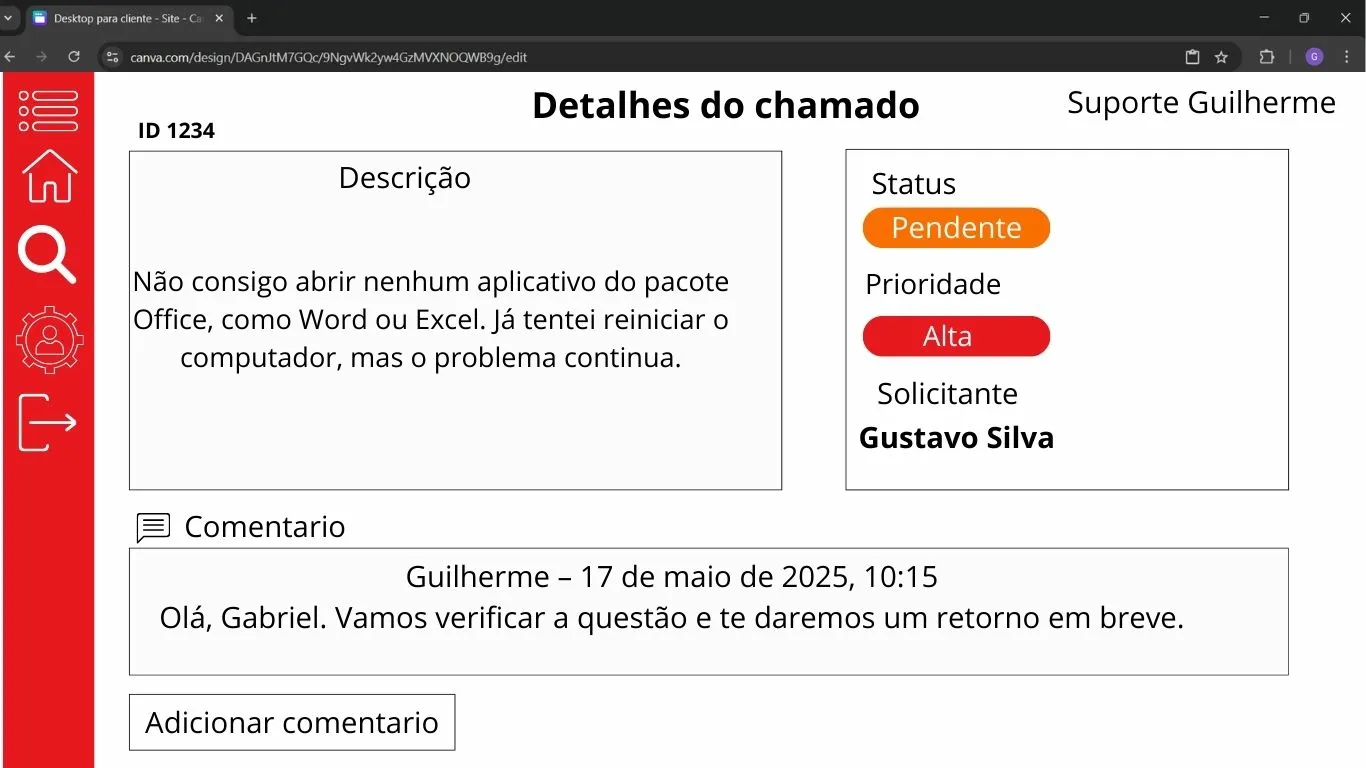 Desktop para cliente - Site - Ca
canva.com/design/DAGnJtM7GQc/9NgvWk2yw4GzMVXNOQWB9g/edit
G
Detalhes do chamado
Suporte Guilherme
ID 1234
Descrição
Não consigo abrir nenhum aplicativo do pacote
Office, como Word ou Excel. Já tentei reiniciar o
computador, mas o problema continua.
Status
Pendente
Prioridade
Alta
Solicitante
Gustavo Silva
Comentario
Guilherme – 17 de maio de 2025, 10:15
Olá, Gabriel. Vamos verificar a questão e te daremos um retorno em breve.
Adicionar comentario